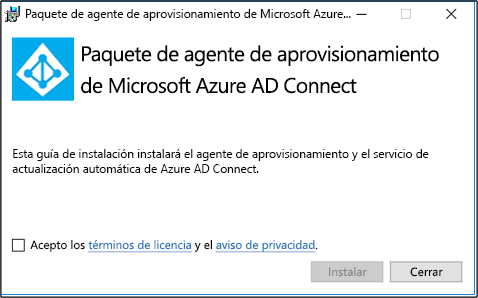 Paquete de agente de aprovisionamiento de Microsoft Azure...
Paquete de agente de aprovisionamiento
de Microsoft Azure AD Connect
Esta guía de instalación instalará el agente de aprovisionamiento y el servicio de
actualización automática de Azure AD Connect.
Acepto los términos de licencia y el aviso de privacidad.
Instalar Cerrar